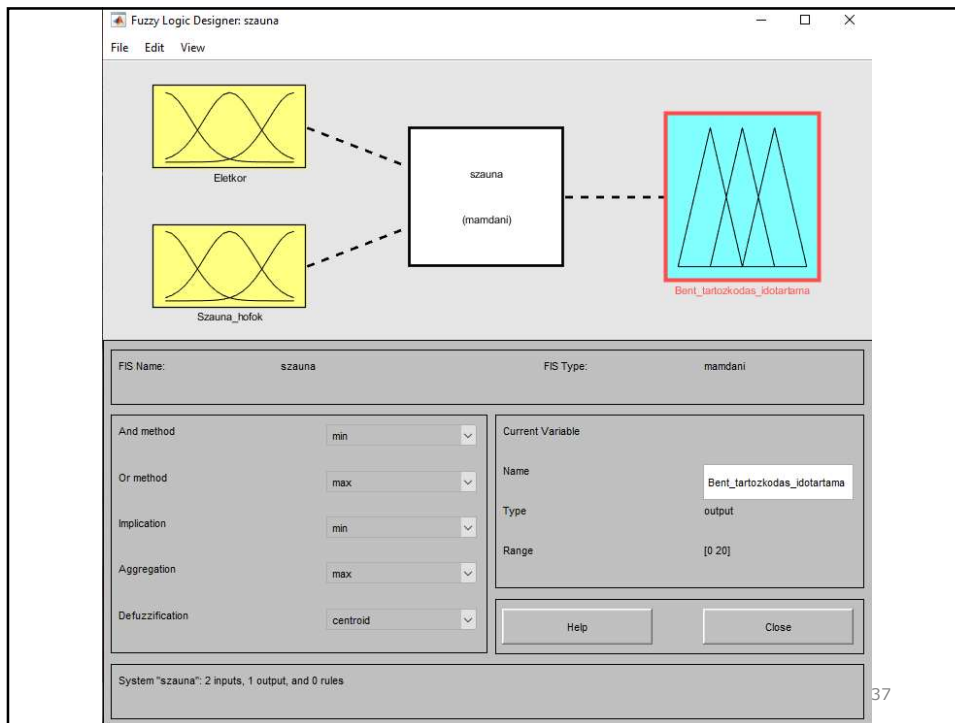 Fuzzy Logic Designer: szauna
File Edit View
Eletkor
szauna
(mamdani)
Szauna_hofok
Bent_tartozkodas_idotartama
FIS Name: szauna FIS Type: mamdani
And method min
Or method max
Implication min
Aggregation max
Defuzzification centroid
Current Variable
Name Bent_tartozkodas_idotartama
Type output
Range [0 20]
Help Close
System "szauna": 2 inputs, 1 output, and 0 rules
37